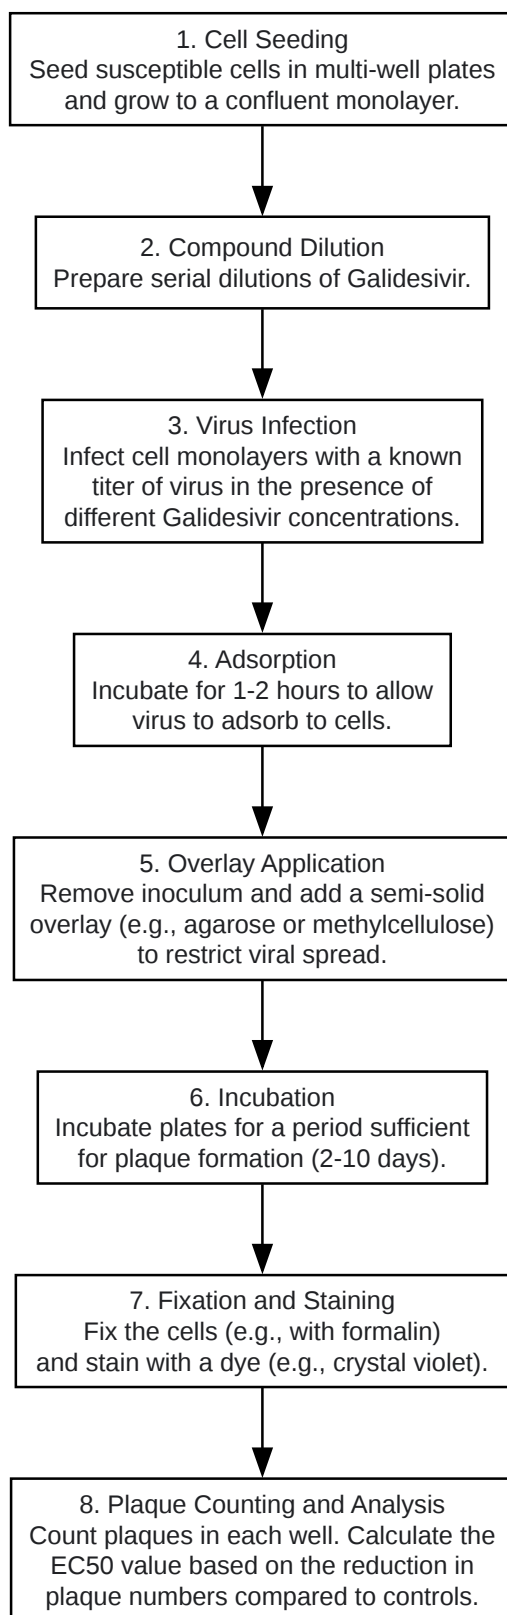 1. Cell Seeding
Seed susceptible cells in multi-well plates
and grow to a confluent monolayer.
2. Compound Dilution
Prepare serial dilutions of Galidesivir.
3. Virus Infection
Infect cell monolayers with a known
titer of virus in the presence of
different Galidesivir concentrations.
4. Adsorption
Incubate for 1-2 hours to allow
virus to adsorb to cells.
5. Overlay Application
Remove inoculum and add a semi-solid
overlay (e.g., agarose or methylcellulose)
to restrict viral spread.
6. Incubation
Incubate plates for a period sufficient
for plaque formation (2-10 days).
7. Fixation and Staining
Fix the cells (e.g., with formalin)
and stain with a dye (e.g., crystal violet).
8. Plaque Counting and Analysis
Count plaques in each well. Calculate the
EC50 value based on the reduction in
plaque numbers compared to controls.